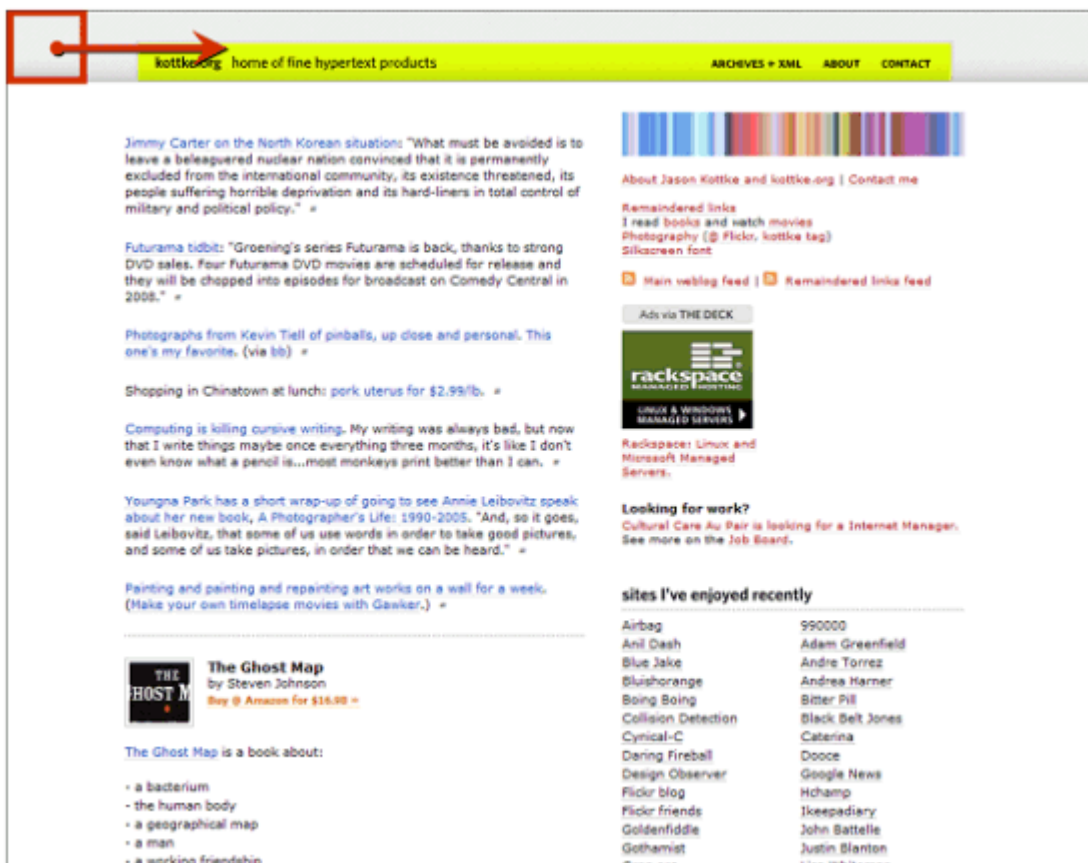 kottke.org home of fine hypertext products
ARCHIVES + XML ABOUT CONTACT
Jimmy Carter on the North Korean situation: "What must be avoided is to
leave a beleaguered nuclear nation convinced that it is permanently
excluded from the international community, its existence threatened, its
people suffering horrible deprivation and its hard-liners in total control of
military and political policy."
Futurama tidbit: "Groening's series Futurama is back, thanks to strong
DVD sales. Four Futurama DVD movies are scheduled for release and
they will be chopped into episodes for broadcast on Comedy Central in
2008."
Photographs from Kevin Tiell of pinballs, up close and personal. This
one's my favorite. (via bb)
Shopping in Chinatown at lunch: pork uterus for $2.99/lb.
Computing is killing cursive writing. My writing was always bad, but now
that I write things maybe once everything three months, it's like I don't
even know what a pencil is...most monkeys print better than I can.
Youngna Park has a short wrap-up of going to see Annie Leibovitz speak
about her new book, A Photographer's Life: 1990-2005. "And, so it goes,
said Leibovitz, that some of us use words in order to take good pictures,
and some of us take pictures, in order that we can be heard."
Painting and painting and repainting art works on a wall for a week.
(Make your own timelapse movies with Gawker.)
THE
GHOST M
The Ghost Map
by Steven Johnson
Buy @ Amazon for $16.98 »
The Ghost Map is a book about:
- a bacterium
- the human body
- a geographical map
- a man
- a working friendship
About Jason Kottke and kottke.org | Contact me
Remaindered links
I read books and watch movies
Photography (@ Flickr, kottke tag)
Silkscreen font
Main weblog feed | Remaindered links feed
Ads via THE DECK
rackspace
MANAGED HOSTING
LINUX & WINDOWS
MANAGED SERVERS
Rackspace: Linux and
Microsoft Managed
Servers.
Looking for work?
Cultural Care Au Pair is looking for a Internet Manager.
See more on the Job Board.
sites I've enjoyed recently
Airbag 990000
Anil Dash Adam Greenfield
Blue Jake Andre Torrez
Bluishorange Andrea Harner
Boing Boing Bitter Pill
Collision Detection Black Belt Jones
Cynical-C Caterina
Daring Fireball Dooce
Design Observer Google News
Flickr blog Hchamp
Flickr friends Ikeepadiary
Goldenfiddle John Battelle
Gothamist Justin Blanton